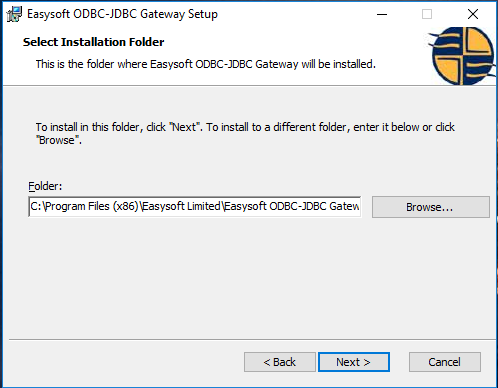 Easysoft ODBC-JDBC Gateway Setup
Select Installation Folder
This is the folder where Easysoft ODBC-JDBC Gateway will be installed.
To install in this folder, click "Next". To install to a different folder, enter it below or click
"Browse".
Folder:
C:\Program Files (x86)\Easysoft Limited\Easysoft ODBC-JDBC Gatew
Browse...
< Back
Next >
Cancel